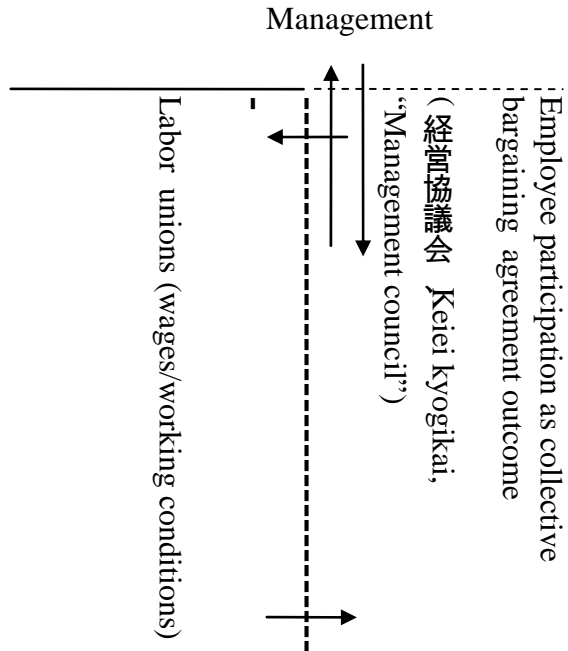 Management
Employee participation as collective
bargaining agreement outcome
(経営協議会, Keiei kyogikai,
“Management council”)
Labor unions (wages/working conditions)